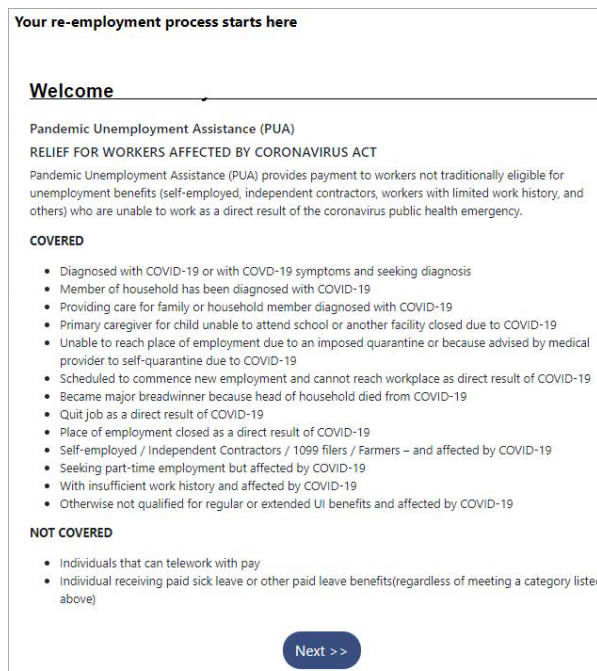 Your re-employment process starts here
Welcome
Pandemic Unemployment Assistance (PUA)
RELIEF FOR WORKERS AFFECTED BY CORONAVIRUS ACT
Pandemic Unemployment Assistance (PUA) provides payment to workers not traditionally eligible for
unemployment benefits (self-employed, independent contractors, workers with limited work history, and
others) who are unable to work as a direct result of the coronavirus public health emergency.
COVERED
• Diagnosed with COVID-19 or with COVD-19 symptoms and seeking diagnosis
• Member of household has been diagnosed with COVID-19
• Providing care for family or household member diagnosed with COVID-19
• Primary caregiver for child unable to attend school or another facility closed due to COVID-19
• Unable to reach place of employment due to an imposed quarantine or because advised by medical
provider to self-quarantine due to COVID-19
• Scheduled to commence new employment and cannot reach workplace as direct result of COVID-19
• Became major breadwinner because head of household died from COVID-19
• Quit job as a direct result of COVID-19
• Place of employment closed as a direct result of COVID-19
• Self-employed / Independent Contractors / 1099 filers / Farmers – and affected by COVID-19
• Seeking part-time employment but affected by COVID-19
• With insufficient work history and affected by COVID-19
• Otherwise not qualified for regular or extended UI benefits and affected by COVID-19
NOT COVERED
• Individuals that can telework with pay
• Individual receiving paid sick leave or other paid leave benefits(regardless of meeting a category liste
above)
Next >>